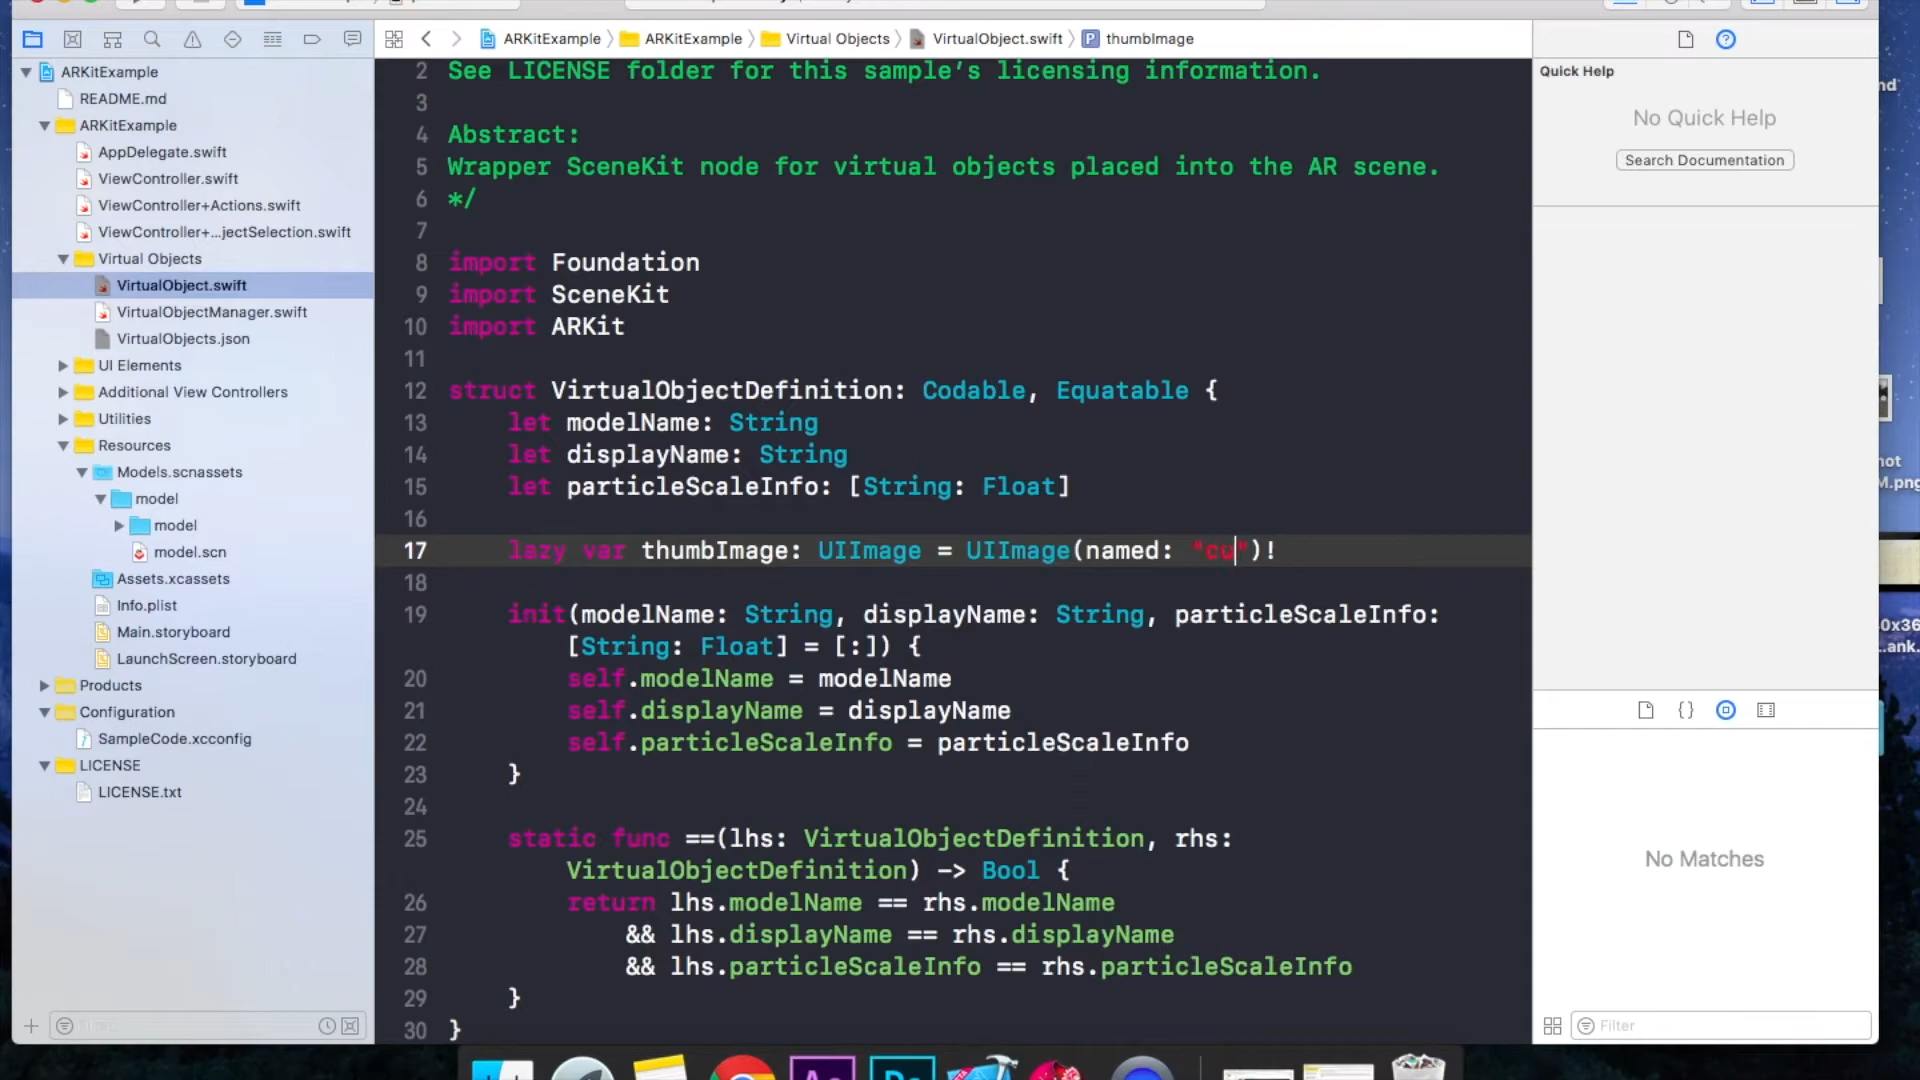 ARKitExample
ARKitExample
Virtual Objects
VirtualObject.swift
thumbImage
ARKitExample
README.md
ARKitExample
AppDelegate.swift
ViewController.swift
ViewController+Actions.swift
ViewController+...jectSelection.swift
Virtual Objects
VirtualObject.swift
VirtualObjectManager.swift
VirtualObjects.json
UI Elements
Additional View Controllers
Utilities
Resources
Models.scnassets
model
model
model.scn
Assets.xcassets
Info.plist
Main.storyboard
LaunchScreen.storyboard
Products
Configuration
SampleCode.xcconfig
LICENSE
LICENSE.txt
2 See LICENSE folder for this sample’s licensing information.
3
4 Abstract:
5 Wrapper SceneKit node for virtual objects placed into the AR scene.
6 */
7
8 import Foundation
9 import SceneKit
10 import ARKit
11
12 struct VirtualObjectDefinition: Codable, Equatable {
13 let modelName: String
14 let displayName: String
15 let particleScaleInfo: [String: Float]
16
17 lazy var thumbImage: UIImage = UIImage(named: "cu")!
18
19 init(modelName: String, displayName: String, particleScaleInfo:
[String: Float] = [:]) {
20 self.modelName = modelName
21 self.displayName = displayName
22 self.particleScaleInfo = particleScaleInfo
23 }
24
25 static func ==(lhs: VirtualObjectDefinition, rhs:
VirtualObjectDefinition) -> Bool {
26 return lhs.modelName == rhs.modelName
27 && lhs.displayName == rhs.displayName
28 && lhs.particleScaleInfo == rhs.particleScaleInfo
29 }
30 }
Quick Help
No Quick Help
Search Documentation
{ }
No Matches
Filter
nd
not
M.png
0x36
..ank.